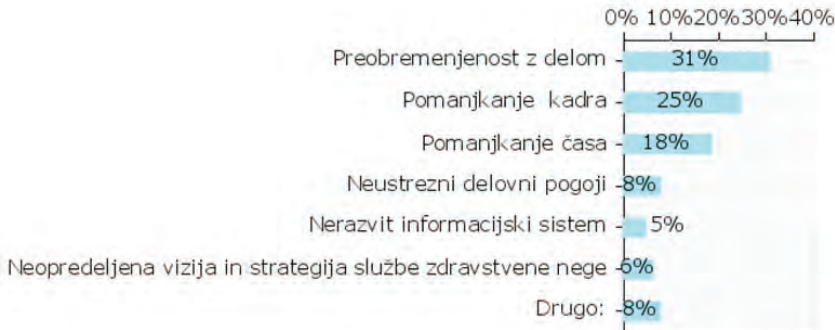 0% 10%20%30%40%
Preobremenjenost z delom 31%
Pomanjkanje kadra 25%
Pomanjkanje časa 18%
Neustrezni delovni pogoji 8%
Nerazvit informacijski sistem 5%
Neopredeljena vizija in strategija službe zdravstvene nege 6%
Drugo: 8%